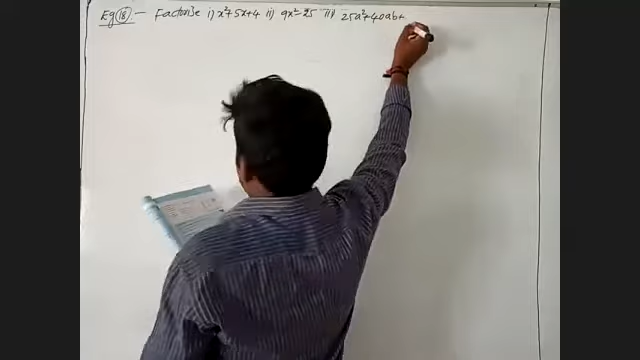 Eg (18) :- Factorise i) x²+5x+4 ii) 9x²-25 iii) 25a²+40ab+